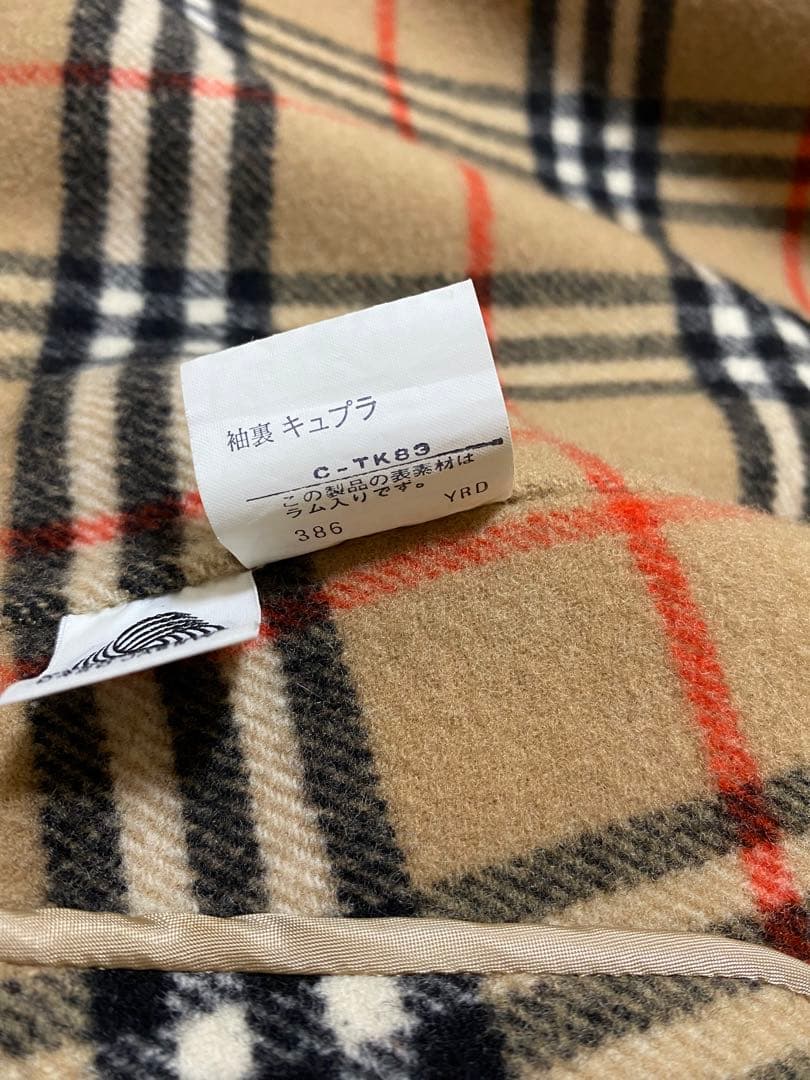 袖裏 キュプラ
C-TK83
この製品の表素材は
ラム入りです。
386 YRD